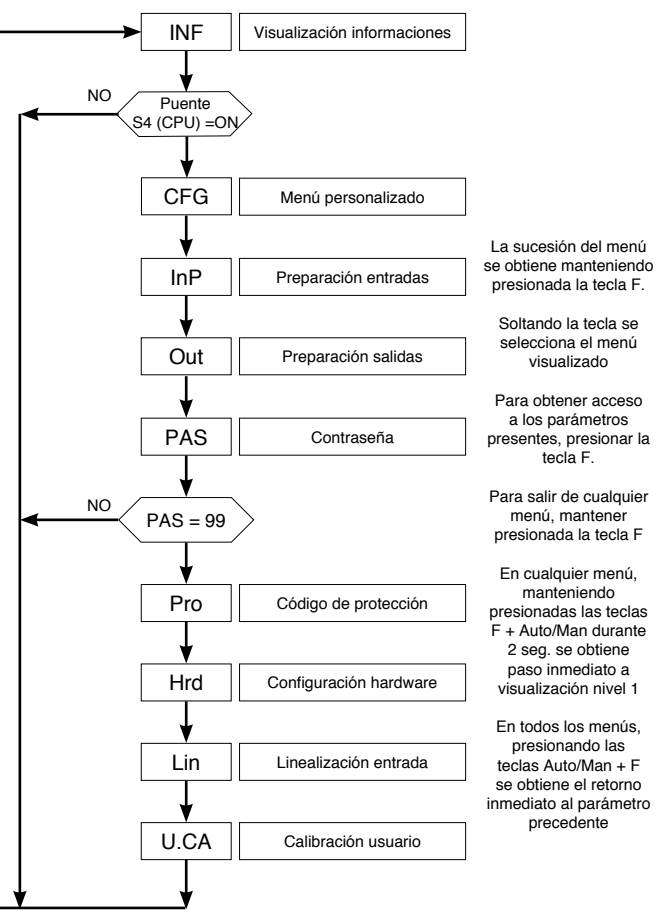 INF
Visualización informaciones
NO
Puente
S4 (CPU) =ON
CFG
Menú personalizado
InP
Preparación entradas
La sucesión del menú
se obtiene manteniendo
presionada la tecla F.
Out
Preparación salidas
Soltando la tecla se
selecciona el menú
visualizado
PAS
Contraseña
Para obtener acceso
a los parámetros
presentes, presionar la
tecla F.
NO
PAS = 99
Para salir de cualquier
menú, mantener
presionada la tecla F
Pro
Código de protección
En cualquier menú,
manteniendo
presionadas las teclas
F + Auto/Man durante
2 seg. se obtiene
paso inmediato a
visualización nivel 1
Hrd
Configuración hardware
Lin
Linealización entrada
En todos los menús,
presionando las
teclas Auto/Man + F
se obtiene el retorno
inmediato al parámetro
precedente
U.CA
Calibración usuario